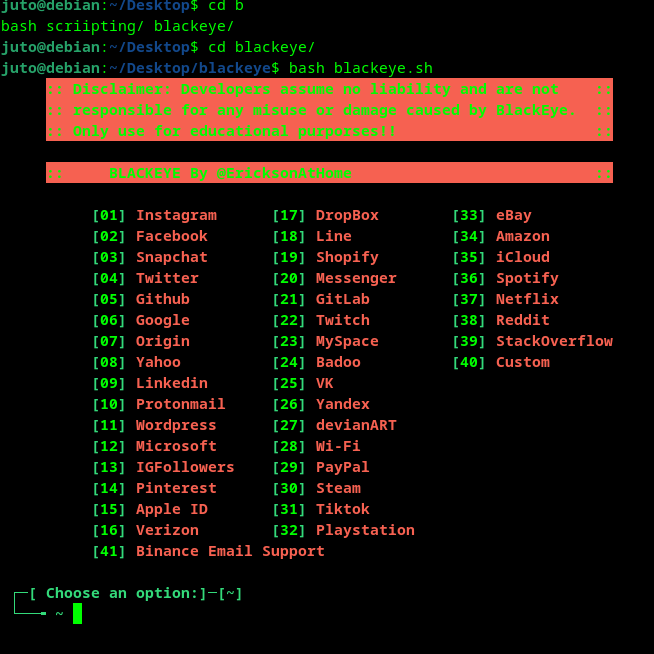 juto@debian:~/Desktop$ cd b
bash scriipting/ blackeye/
juto@debian:~/Desktop$ cd blackeye/
juto@debian:~/Desktop/blackeye$ bash blackeye.sh
:: Disclaimer: Developers assume no liability and are not ::
:: responsible for any misuse or damage caused by BlackEye. ::
:: Only use for educational purporses!! ::
:: BLACKEYE By @EricksonAtHome ::
[01] Instagram [17] DropBox [33] eBay
[02] Facebook [18] Line [34] Amazon
[03] Snapchat [19] Shopify [35] iCloud
[04] Twitter [20] Messenger [36] Spotify
[05] Github [21] GitLab [37] Netflix
[06] Google [22] Twitch [38] Reddit
[07] Origin [23] MySpace [39] StackOverflow
[08] Yahoo [24] Badoo [40] Custom
[09] Linkedin [25] VK
[10] Protonmail [26] Yandex
[11] Wordpress [27] devianART
[12] Microsoft [28] Wi-Fi
[13] IGFollowers [29] PayPal
[14] Pinterest [30] Steam
[15] Apple ID [31] Tiktok
[16] Verizon [32] Playstation
[41] Binance Email Support
┌─[ Choose an option:]─[~]
└──╼ ~